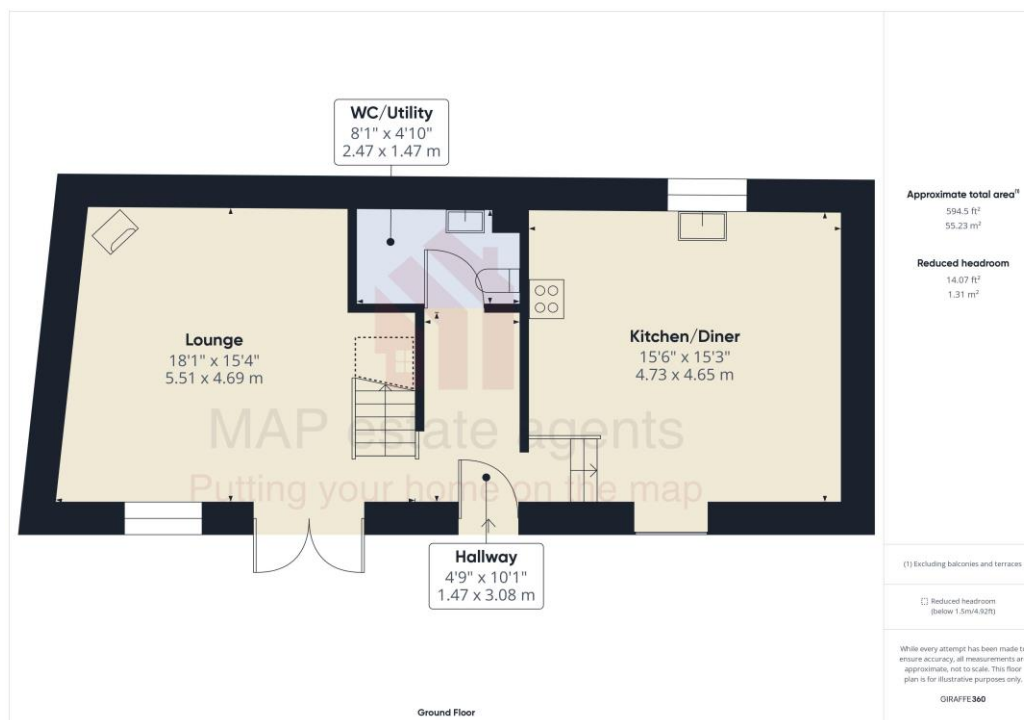 WC/Utility
8'1" x 4'10"
2.47 x 1.47 m
Lounge
18'1" x 15'4"
5.51 x 4.69 m
Kitchen/Diner
15'6" x 15'3"
4.73 x 4.65 m
MAP estate agents
Putting your home on the map
Hallway
4'9" x 10'1"
1.47 x 3.08 m
Ground Floor
Approximate total area(1)
594.5 ft²
55.23 m²
Reduced headroom
14.07 ft²
1.31 m²
(1) Excluding balconies and terraces
Reduced headroom
(below 1.5m/4.92ft)
While every attempt has been made to
ensure accuracy, all measurements are
approximate, not to scale. This floor
plan is for illustrative purposes only.
GIRAFFE360